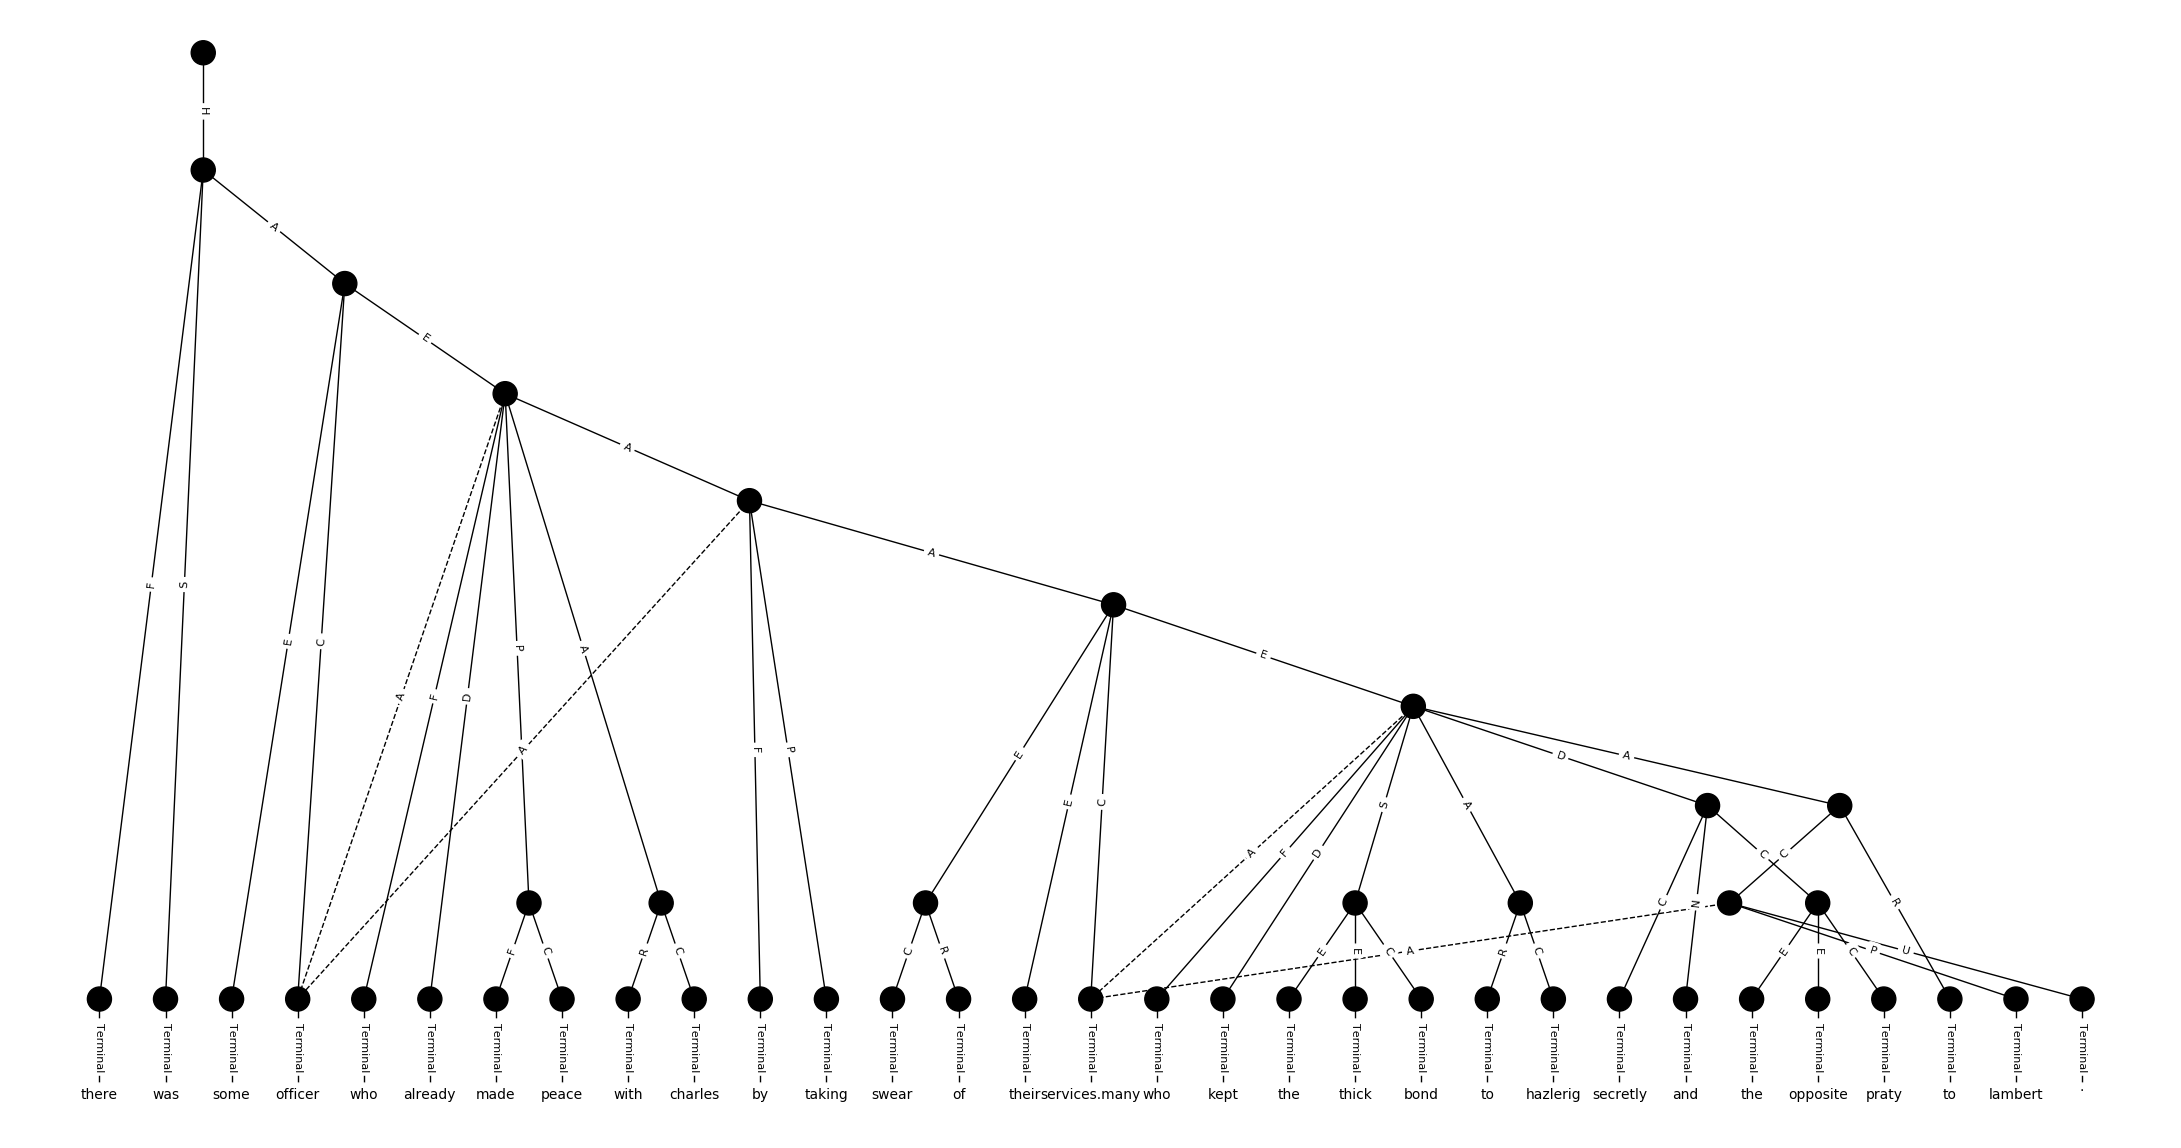 H
A
E
A
A
E
F S E C A F D P A A F P E E C A F D S A D A
F C R C C R E E C R C C N C C A E E C P U R
Terminal Terminal Terminal Terminal Terminal Terminal Terminal Terminal Terminal Terminal Terminal Terminal Terminal Terminal Terminal Terminal Terminal Terminal Terminal Terminal Terminal Terminal Terminal Terminal Terminal Terminal Terminal Terminal Terminal Terminal Terminal
there was some officer who already made peace with charles by taking swear of their services.many who kept the thick bond to hazlerig secretly and the opposite praty to lambert .